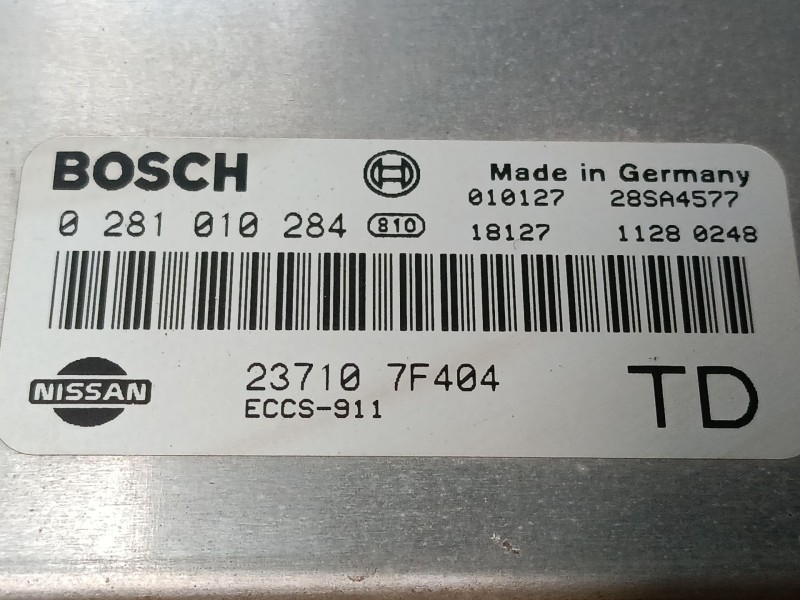 BOSCH Made in Germany
010127 28SA4577
0 281 010 284 810 18127 1128 0248
NISSAN 23710 7F404 TD
ECCS-911